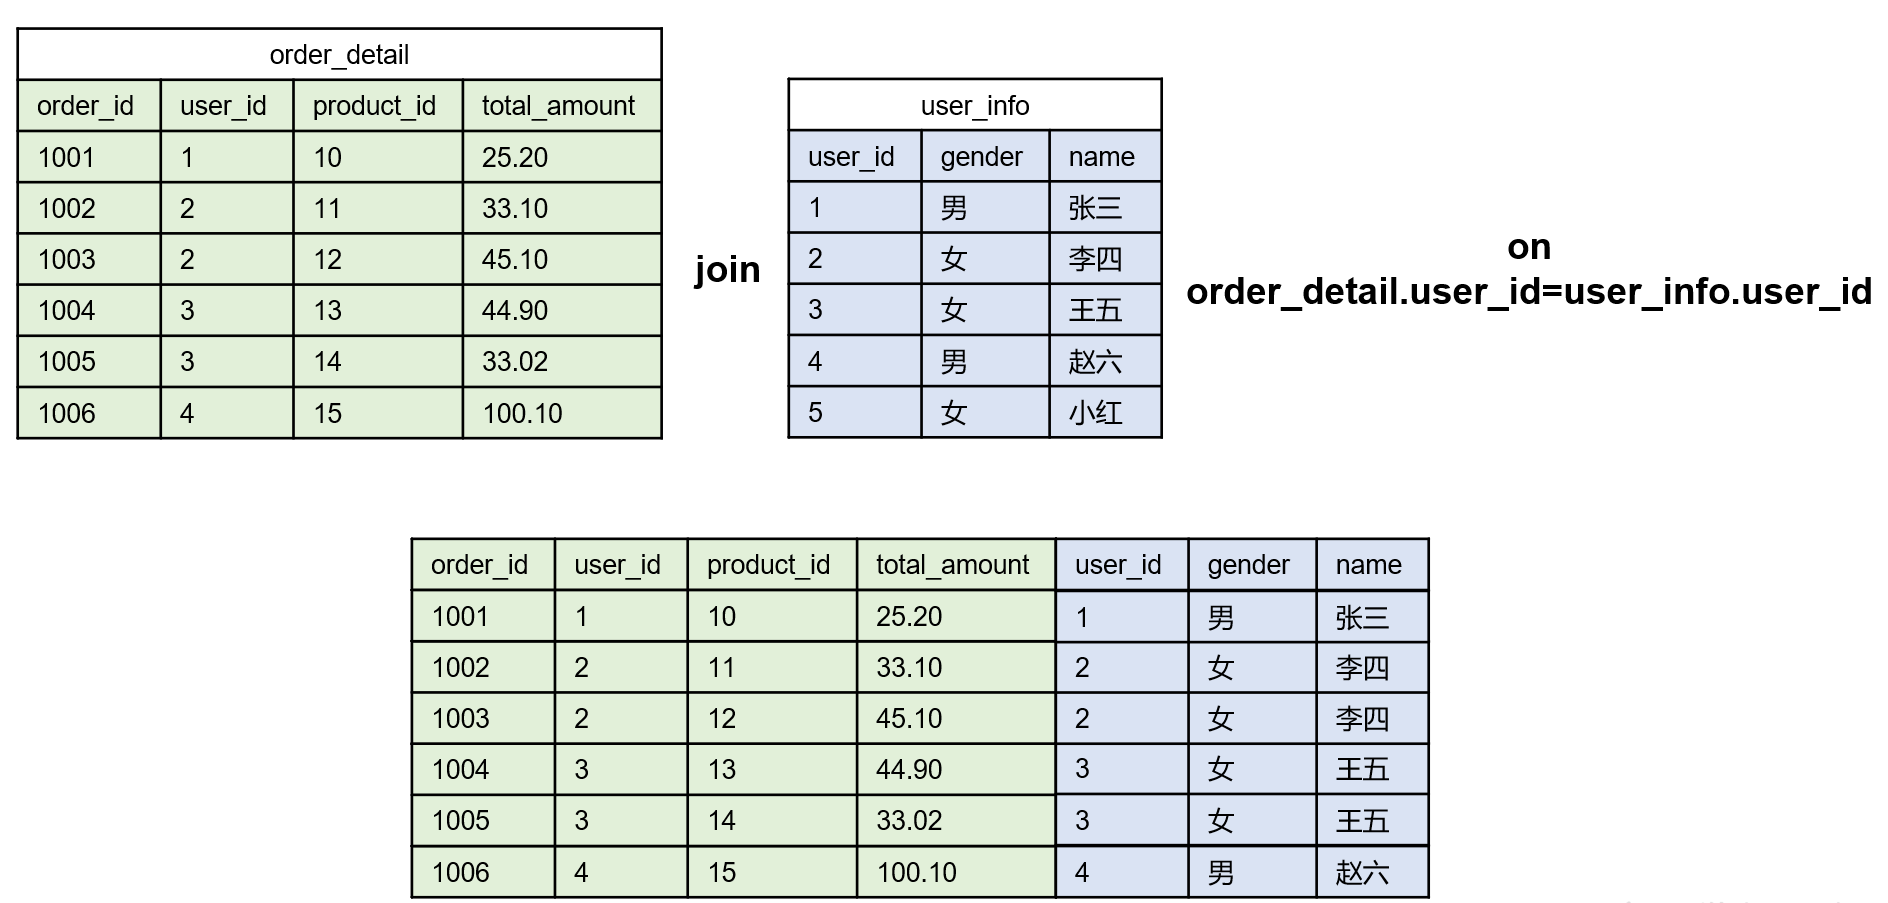 order_detail
order_id user_id product_id total_amount
1001 1 10 25.20
1002 2 11 33.10
1003 2 12 45.10
1004 3 13 44.90
1005 3 14 33.02
1006 4 15 100.10
join
user_info
user_id gender name
1 男 张三
2 女 李四
3 女 王五
4 男 赵六
5 女 小红
on
order_detail.user_id=user_info.user_id
order_id user_id product_id total_amount user_id gender name
1001 1 10 25.20 1 男 张三
1002 2 11 33.10 2 女 李四
1003 2 12 45.10 2 女 李四
1004 3 13 44.90 3 女 王五
1005 3 14 33.02 3 女 王五
1006 4 15 100.10 4 男 赵六